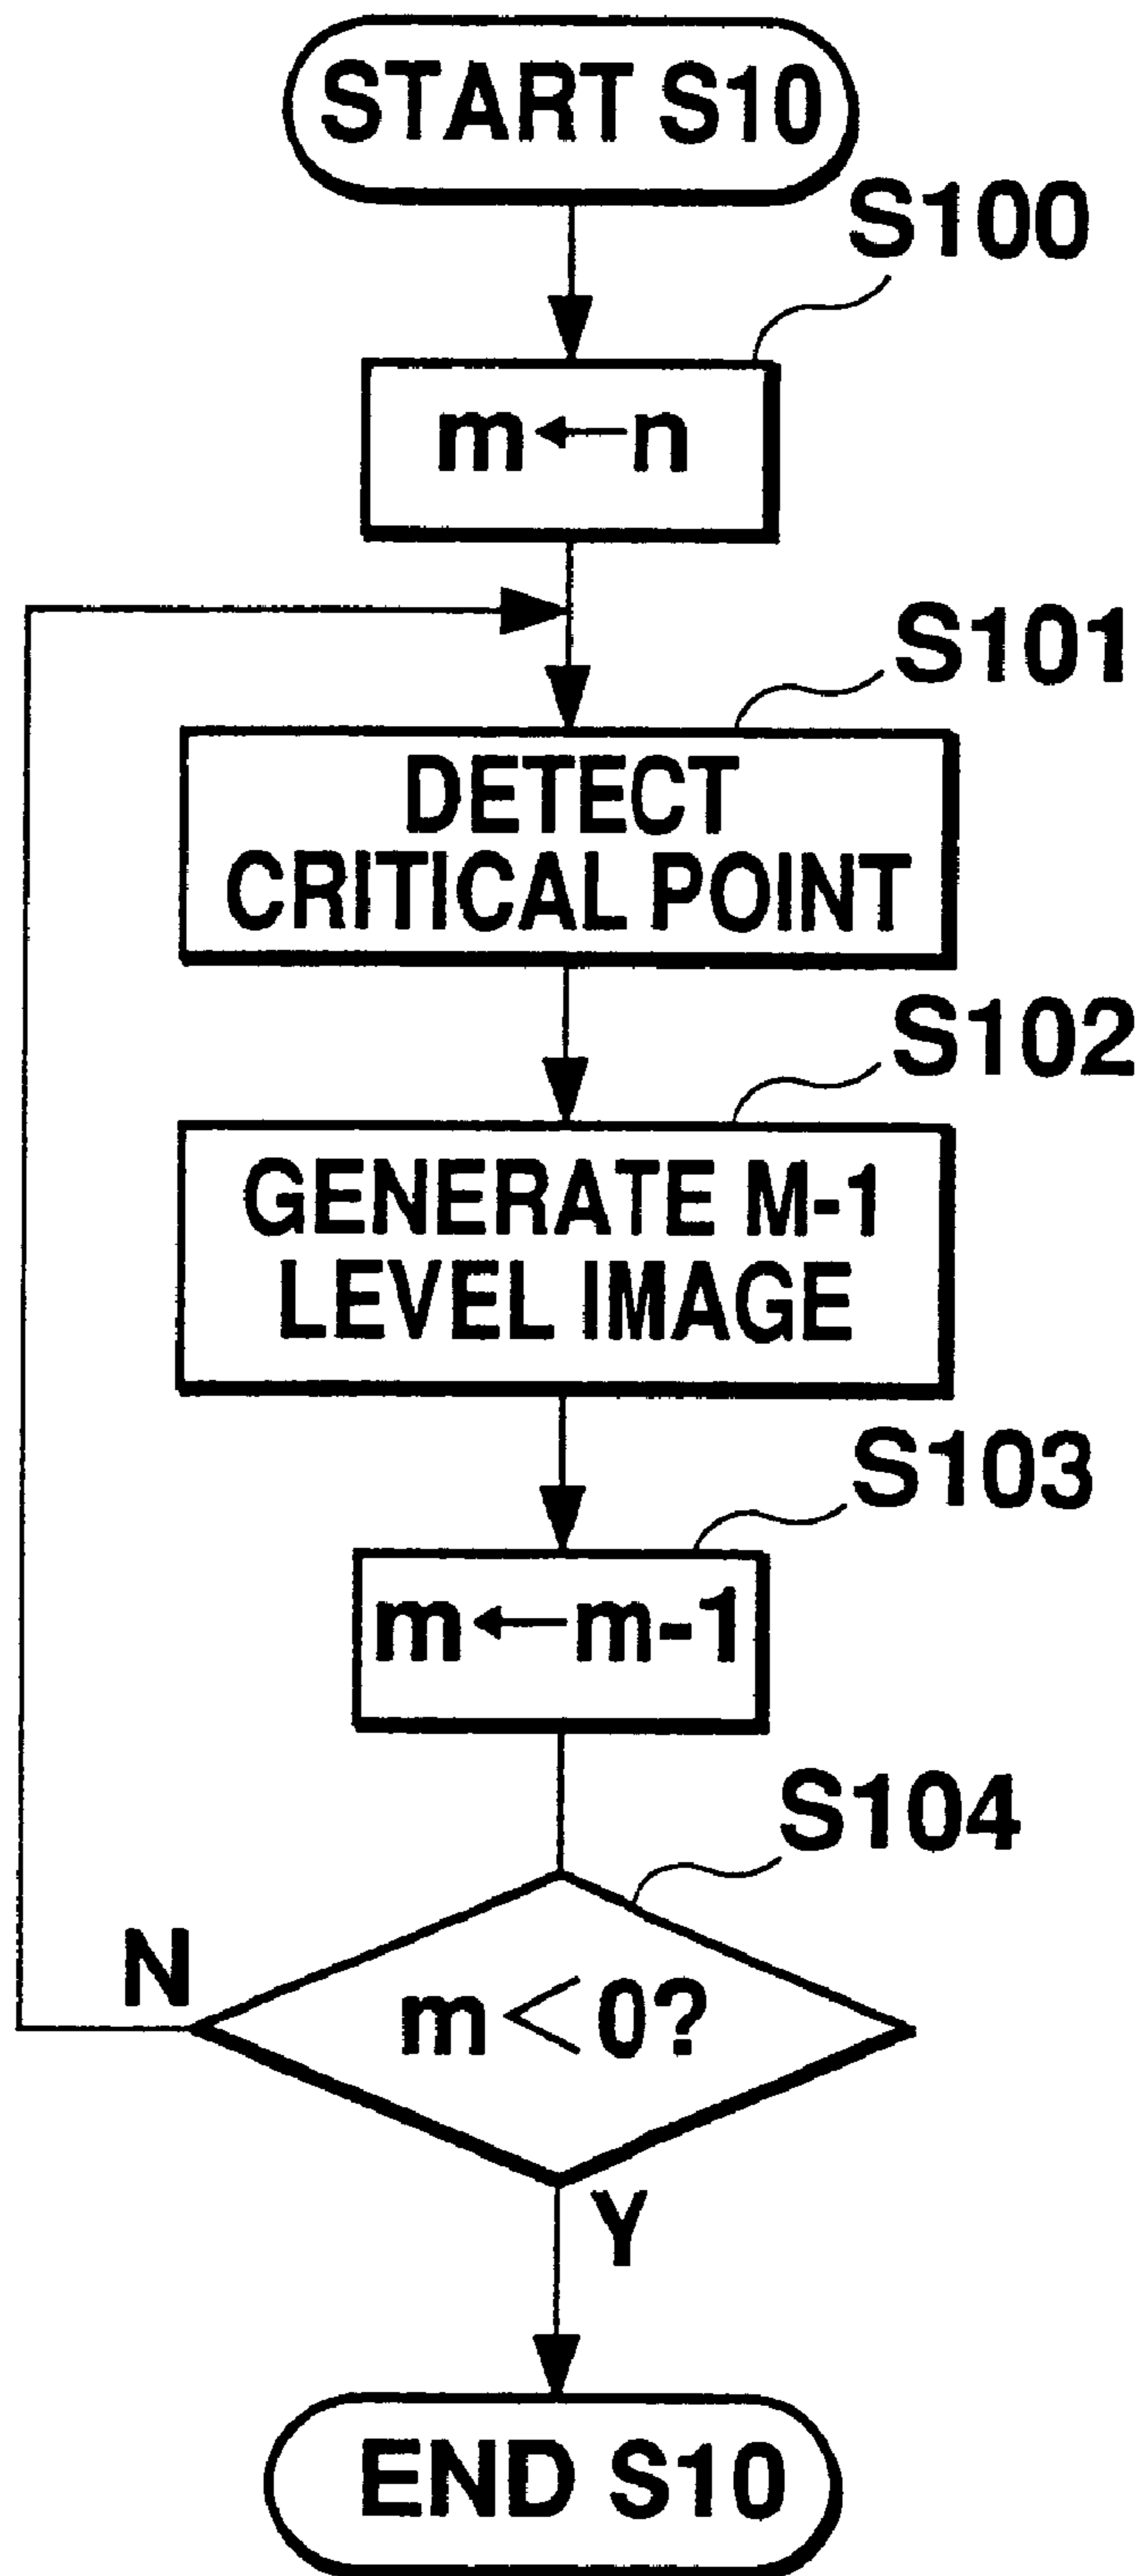 START S10
S100
m←n
S101
DETECT
CRITICAL POINT
S102
GENERATE M-1
LEVEL IMAGE
S103
m←m-1
S104
N
m<0?
Y
END S10